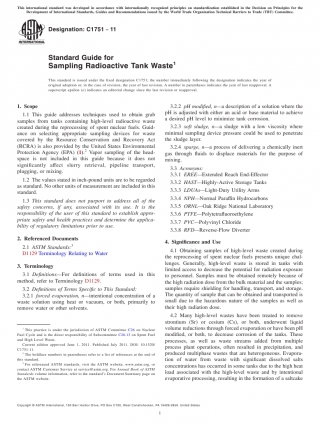 This international standard was developed in accordance with internationally recognized principles on standardization established in the Decision on Principles for the
Development of International Standards, Guides and Recommendations issued by the World Trade Organization Technical Barriers to Trade (TBT) Committee.
Designation: C1751 – 11
Standard Guide for
Sampling Radioactive Tank Waste1
This standard is issued under the fixed designation C1751; the number immediately following the designation indicates the year of
original adoption or, in the case of revision, the year of last revision. A number in parentheses indicates the year of last reapproval. A
superscript epsilon (ε) indicates an editorial change since the last revision or reapproval.
1. Scope
1.1 This guide addresses techniques used to obtain grab
samples from tanks containing high-level radioactive waste
created during the reprocessing of spent nuclear fuels. Guid-
ance on selecting appropriate sampling devices for waste
covered by the Resource Conservation and Recovery Act
(RCRA) is also provided by the United States Environmental
Protection Agency (EPA) (1).2 Vapor sampling of the head-
space is not included in this guide because it does not
significantly affect slurry retrieval, pipeline transport,
plugging, or mixing.
1.2 The values stated in inch-pound units are to be regarded
as standard. No other units of measurement are included in this
standard.
1.3 This standard does not purport to address all of the
safety concerns, if any, associated with its use. It is the
responsibility of the user of this standard to establish appro-
priate safety and health practices and determine the applica-
bility of regulatory limitations prior to use.
2. Referenced Documents
2.1 ASTM Standards:3
D1129 Terminology Relating to Water
3. Terminology
3.1 Definitions—For definitions of terms used in this
method, refer to Terminology D1129.
3.2 Definitions of Terms Specific to This Standard:
3.2.1 forced evaporation, n—intentional concentration of a
waste solution using heat or vacuum, or both, primarily to
remove water or other solvents.
1 This practice is under the jurisdiction of ASTM Committee C26 on Nuclear
Fuel Cycle and is the direct responsibility of Subcommittee C26.13 on Spent Fuel
and High Level Waste.
Current edition approved June 1, 2011. Published July 2011. DOI: 10.1520/
C1751-11.
2 The boldface numbers in parentheses refer to a list of references at the end of
this standard.
3 For referenced ASTM standards, visit the ASTM website, www.astm.org, or
contact ASTM Customer Service at service@astm.org. For Annual Book of ASTM
Standards volume information, refer to the standard's Document Summary page on
the ASTM website.
3.2.2 pH modified, n—a description of a solution where the
pH is adjusted with either an acid or base material to achieve
a desired pH level to minimize tank corrosion.
3.2.3 soft sludge, n—a sludge with a low viscosity where
minimal sampling device pressure could be used to penetrate
the sludge layer.
3.2.4 sparge, v—a process of delivering a chemically inert
gas through fluids to displace materials for the purpose of
mixing.
3.3 Acronyms:
3.3.1 EREE—Extended Reach End-Effector
3.3.2 HAST—Highly-Active Storage Tanks
3.3.3 LDUAs—Light-Duty Utility Arms
3.3.4 NPH—Normal Paraffin Hydrocarbons
3.3.5 ORNL—Oak Ridge National Laboratory
3.3.6 PTFE—Polytetrafluoroethylene
3.3.7 PVC—Polyvinyl Chloride
3.3.8 RFD—Reverse-Flow Diverter
4. Significance and Use
4.1 Obtaining samples of high-level waste created during
the reprocessing of spent nuclear fuels presents unique chal-
lenges. Generally, high-level waste is stored in tanks with
limited access to decrease the potential for radiation exposure
to personnel. Samples must be obtained remotely because of
the high radiation dose from the bulk material and the samples;
samples require shielding for handling, transport, and storage.
The quantity of sample that can be obtained and transported is
small due to the hazardous nature of the samples as well as
their high radiation dose.
4.2 Many high-level wastes have been treated to remove
strontium (Sr) or cesium (Cs), or both, underwent liquid
volume reductions through forced evaporation or have been pH
modified, or both, to decrease corrosion of the tanks. These
processes, as well as waste streams added from multiple
process plant operations, often resulted in precipitation, and
produced multiphase wastes that are heterogeneous. Evapora-
tion of water from waste with significant dissolved salts
concentrations has occurred in some tanks due to the high heat
load associated with the high-level waste and by intentional
evaporative processing, resulting in the formation of a saltcake
Copyright © ASTM International, 100 Barr Harbor Drive, PO Box C700, West Conshohocken, PA 19428-2959. United States
1